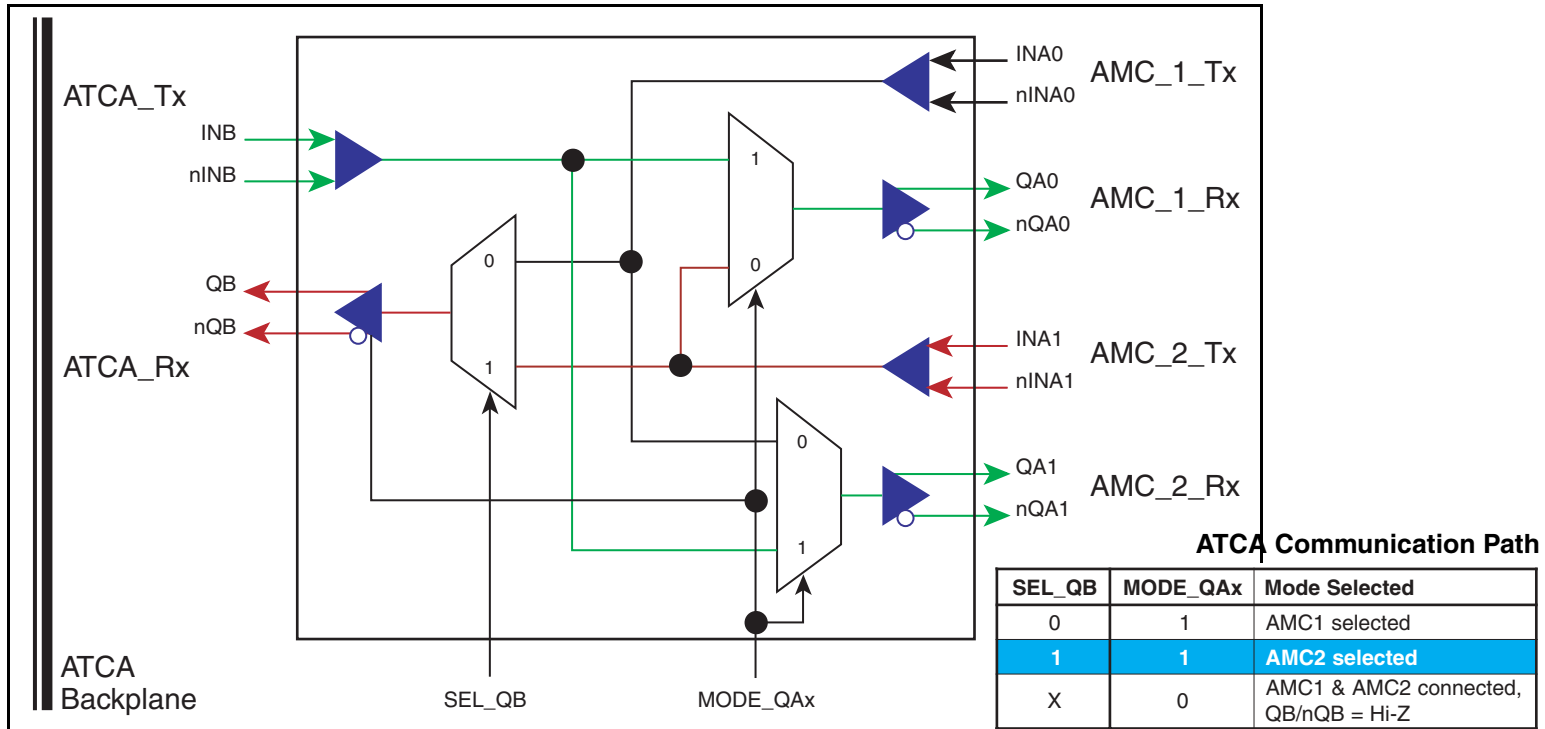 ATCA_Tx
INB
nINB
QB
nQB
ATCA_Rx
ATCA
Backplane
0
1
1
0
0
1
SEL_QB
MODE_QAx
INA0
nINA0
AMC_1_Tx
QA0
nQA0
AMC_1_Rx
INA1
nINA1
AMC_2_Tx
QA1
nQA1
AMC_2_Rx
ATCA Communication Path
SEL_QB MODE_QAx Mode Selected
0 1 AMC1 selected
1 1 AMC2 selected
X 0 AMC1 & AMC2 connected,
QB/nQB = Hi-Z